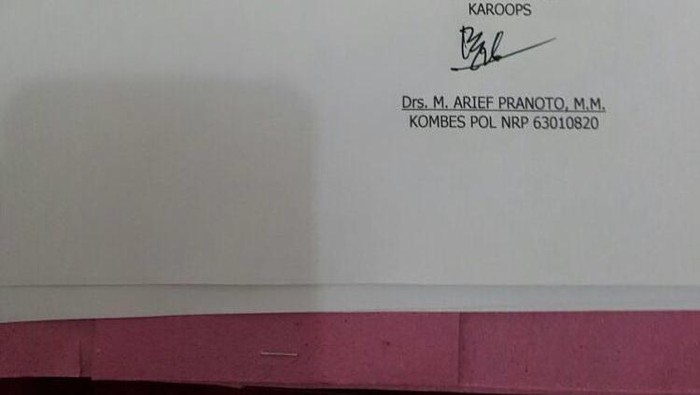 KAROOPS
Drs. M. ARIEF PRANOTO, M.M.
KOMBES POL NRP 63010820